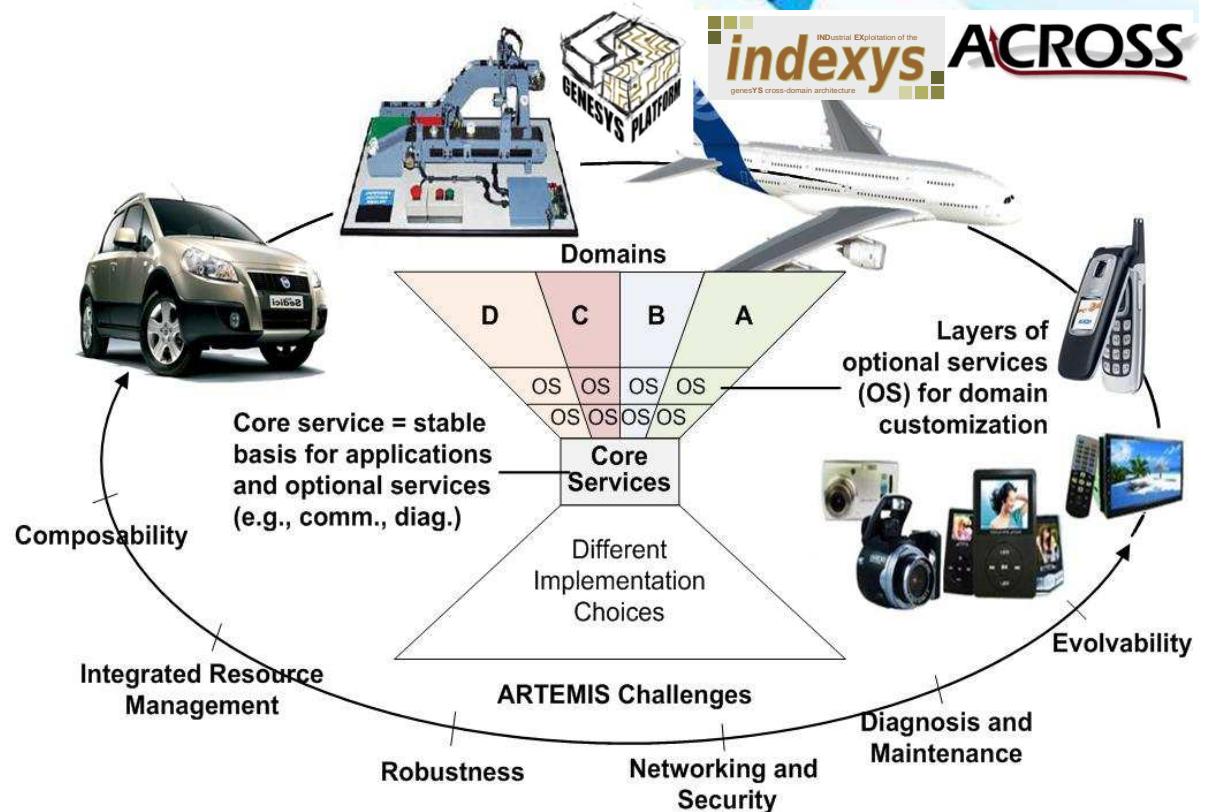 INDustrial EXploitation of the
indexys
genesYS cross-domain architecture
ACROSS
GENESYS PLATFORM
Domains
D C B A
OS OS OS OS
OS OS OS OS
Layers of
optional services
(OS) for domain
customization
Core service = stable
basis for applications
and optional services
(e.g., comm., diag.)
Core
Services
Different
Implementation
Choices
ARTEMIS Challenges
Composability
Integrated Resource
Management
Robustness
Networking and
Security
Diagnosis and
Maintenance
Evolvability